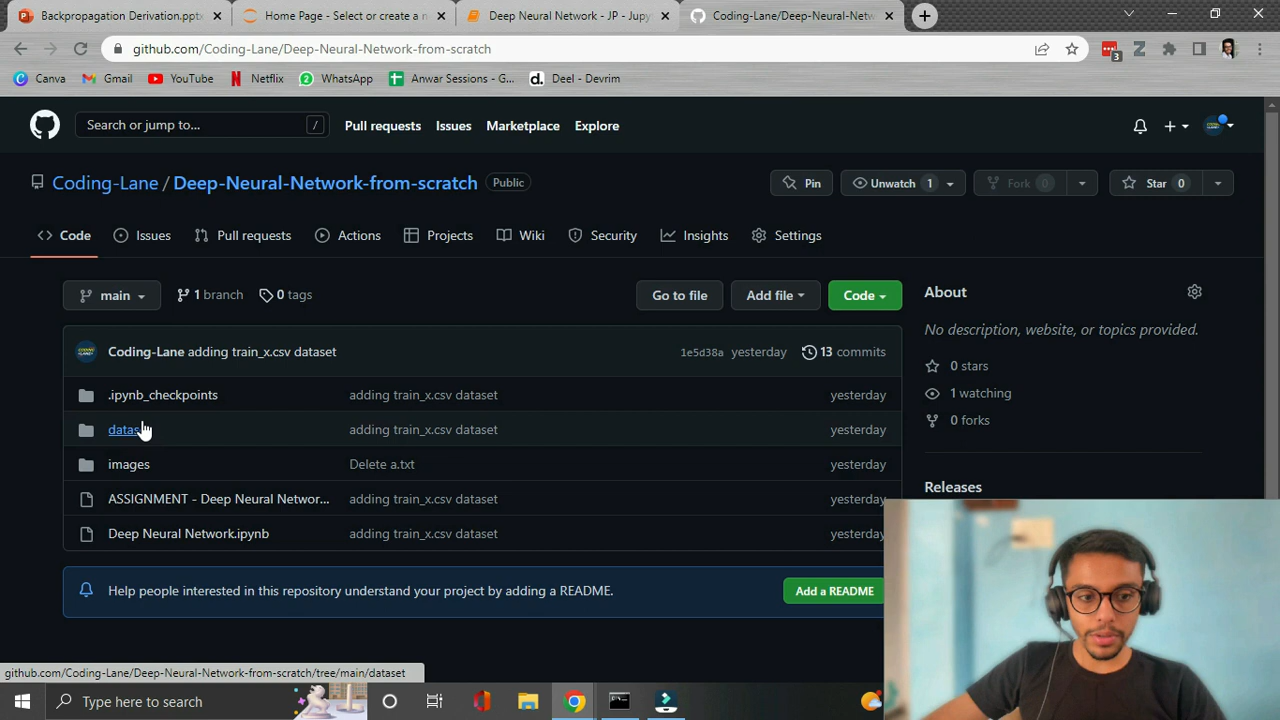 Backpropagation Derivation.pptx
Home Page - Select or create a n
Deep Neural Network - JP - Jupy
Coding-Lane/Deep-Neural-Netw
github.com/Coding-Lane/Deep-Neural-Network-from-scratch
3
Canva
Gmail
YouTube
Netflix
WhatsApp
Anwar Sessions - G...
Deel - Devrim
Search or jump to...
/
Pull requests
Issues
Marketplace
Explore
Coding-Lane / Deep-Neural-Network-from-scratch
Public
Pin
Unwatch 1
Fork 0
Star 0
Code
Issues
Pull requests
Actions
Projects
Wiki
Security
Insights
Settings
main
1 branch
0 tags
Go to file
Add file
Code
Coding-Lane adding train_x.csv dataset
1e5d38a yesterday
13 commits
.ipynb_checkpoints
adding train_x.csv dataset
yesterday
datas
adding train_x.csv dataset
yesterday
images
Delete a.txt
yesterday
ASSIGNMENT - Deep Neural Networ...
adding train_x.csv dataset
yesterday
Deep Neural Network.ipynb
adding train_x.csv dataset
yesterday
Help people interested in this repository understand your project by adding a README.
Add a README
About
No description, website, or topics provided.
0 stars
1 watching
0 forks
Releases
github.com/Coding-Lane/Deep-Neural-Network-from-scratch/tree/main/dataset
Type here to search